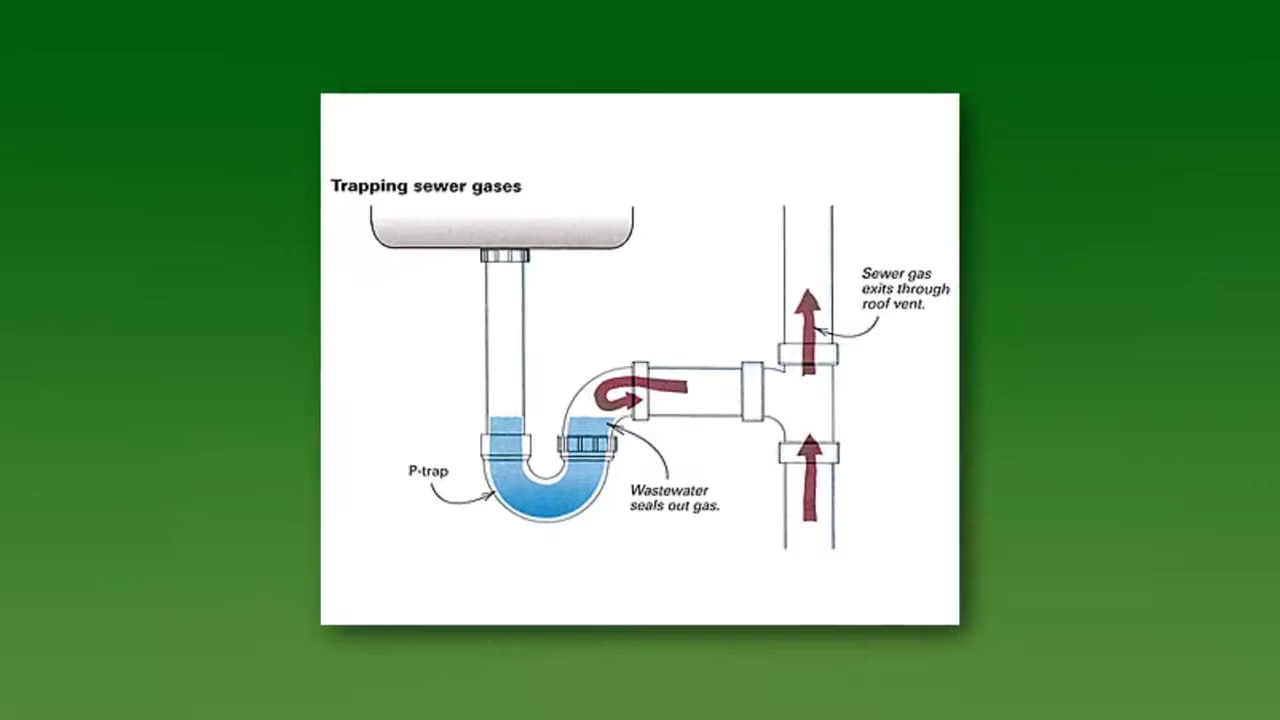 Trapping sewer gases
Sewer gas
exits through
roof vent.
P-trap
Wastewater
seals out gas.